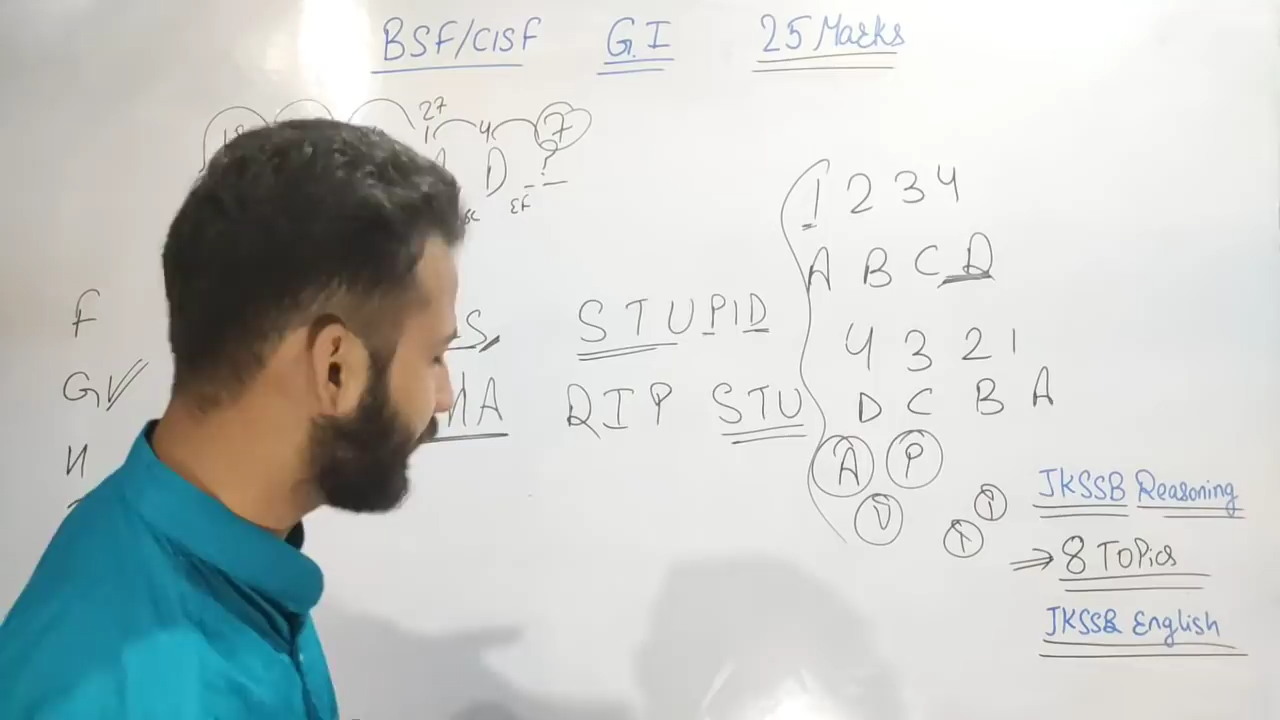 BSF/CISF G.I 25 Marks
27
1 4 7
D ?
EF
1 2 3 4
A B C D
F S, STUPID 4 3 2 1
G MA DIP STU D C B A
A P
JKSSB Reasoning
⇒ 8 TOPics
JKSSB English